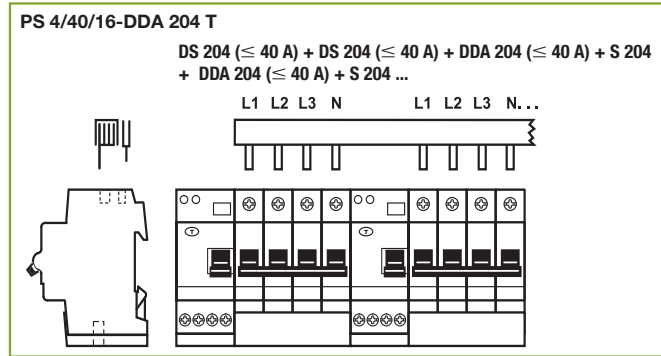 PS 4/40/16-DDA 204 T
DS 204 (≤ 40 A) + DS 204 (≤ 40 A) + DDA 204 (≤ 40 A) + S 204
+ DDA 204 (≤ 40 A) + S 204 ...
L1 L2 L3 N L1 L2 L3 N...
T T